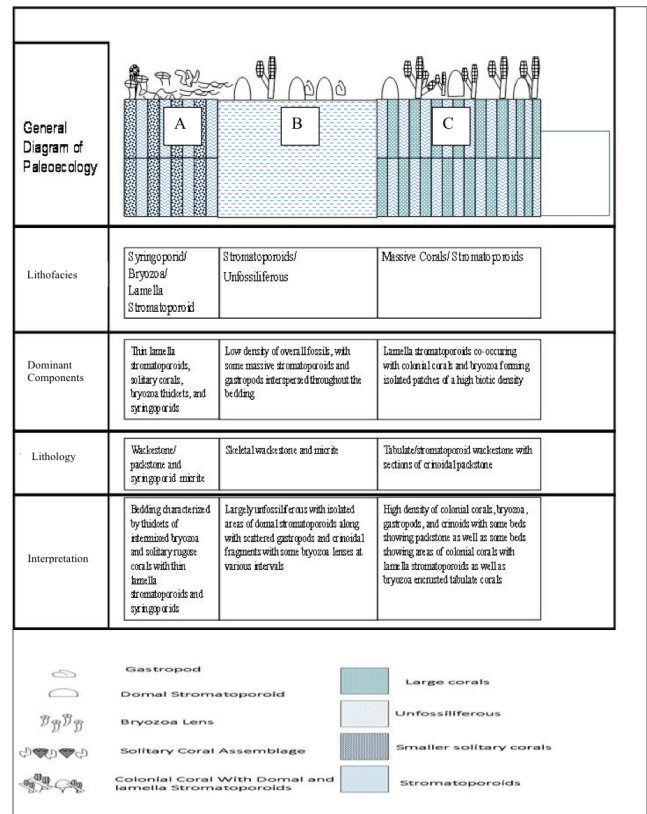 A
B
C
General
Diagram of
Paleoecology
Lithofacies
Syringoporid/
Bryozoa/
Lamella
Stromatoporoid
Stromatoporoids/
Unfossiliferous
Massive Corals/ Stromatoporoids
Dominant
Components
Thin lamella
stromatoporoids,
solitary corals,
bryozoa thickets, and
syringoporids
Low density of overall fossils, with
some massive stromatoporoids and
gastropods interspersed throughout the
bedding
Lamella stromatoporoids co-occuring
with colonial corals and bryozoa forming
isolated patches of a high biotic density
Lithology
Wackestone/
packstone and
syringoporid micrite
Skeletal wackestone and micrite
Tabulate/stromatoporoid wackestone with
sections of crinoidal packstone
Interpretation
Bedding characterized
by thickets of
intermixed bryozoa
and solitary rugose
corals with thin
lamella
stromatoporoids and
syringoporids
Largely unfossiliferous with isolated
areas of domal stromatoporoids along
with scattered gastropods and crinoidal
fragments with some bryozoa lenses at
various intervals
High density of colonial corals, bryozoa,
gastropods, and crinoids with some beds
showing packstone as well as some beds
showing areas of colonial corals with
lamella stromatoporoids as well as
bryozoa encrusted tabulate corals
Gastropod
Domal Stromatoporoid
Bryozoa Lens
Solitary Coral Assemblage
Colonial Coral With Domal and
lamella Stromatoporoids
Large corals
Unfossiliferous
Smaller solitary corals
Stromatoporoids